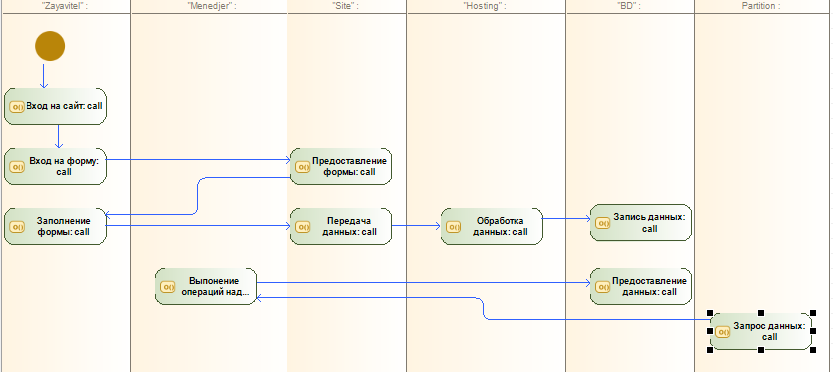 "Zayavitel" :
"Menedjer" :
"Site" :
"Hosting" :
"BD" :
Partition :
Вход на сайт: call
Вход на форму:
call
Предоставление
формы: call
Заполнение
формы: call
Передача
данных: call
Обработка
данных: call
Запись данных:
call
Выпонение
операций над...
Предоставление
данных: call
Запрос данных:
call